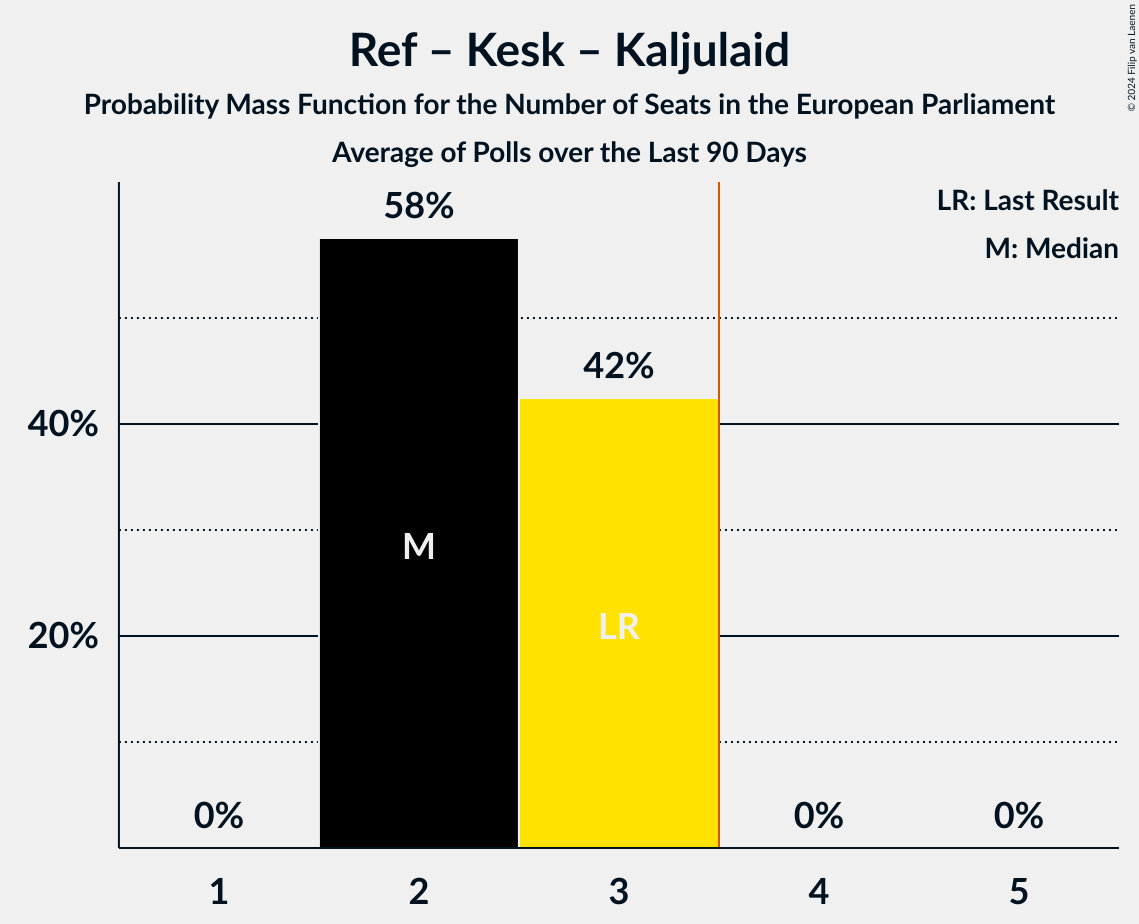 Ref – Kesk – Kaljulaid
Probability Mass Function for the Number of Seats in the European Parliament
Average of Polls over the Last 90 Days
© 2024 Filip van Laenen
LR: Last Result
M: Median
58%
42%
40%
M
LR
20%
0%
0%
0%
1
2
3
4
5